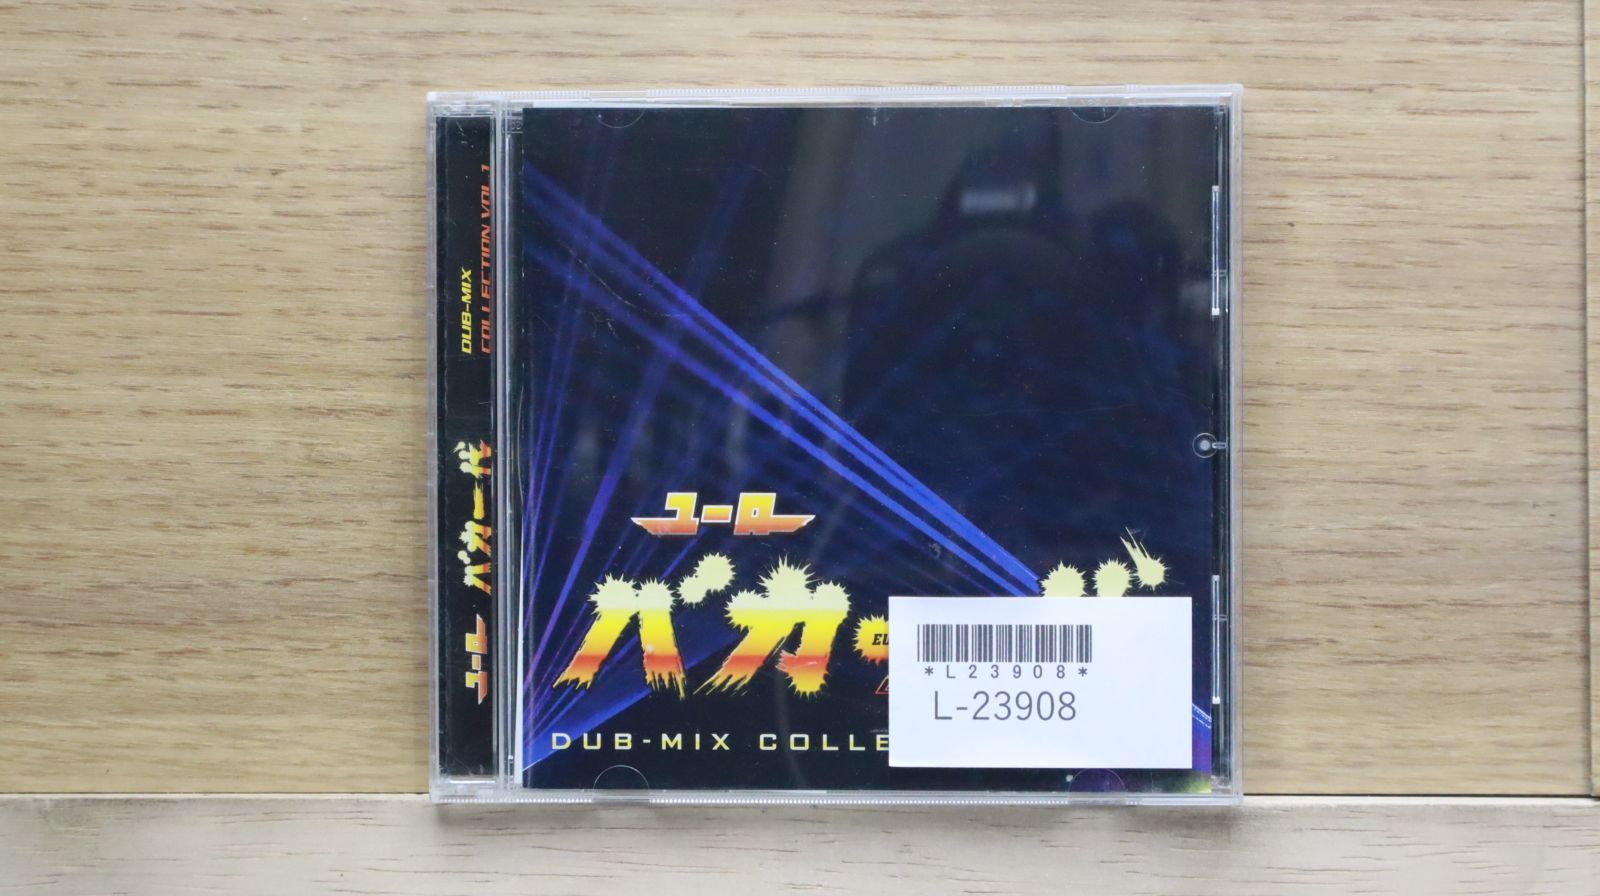 DUB-MIX
COLLECTION VOL.1
ユーロ バカ一代
ユーロ
バカ一
DUB-MIX
*L23908*
L-23908